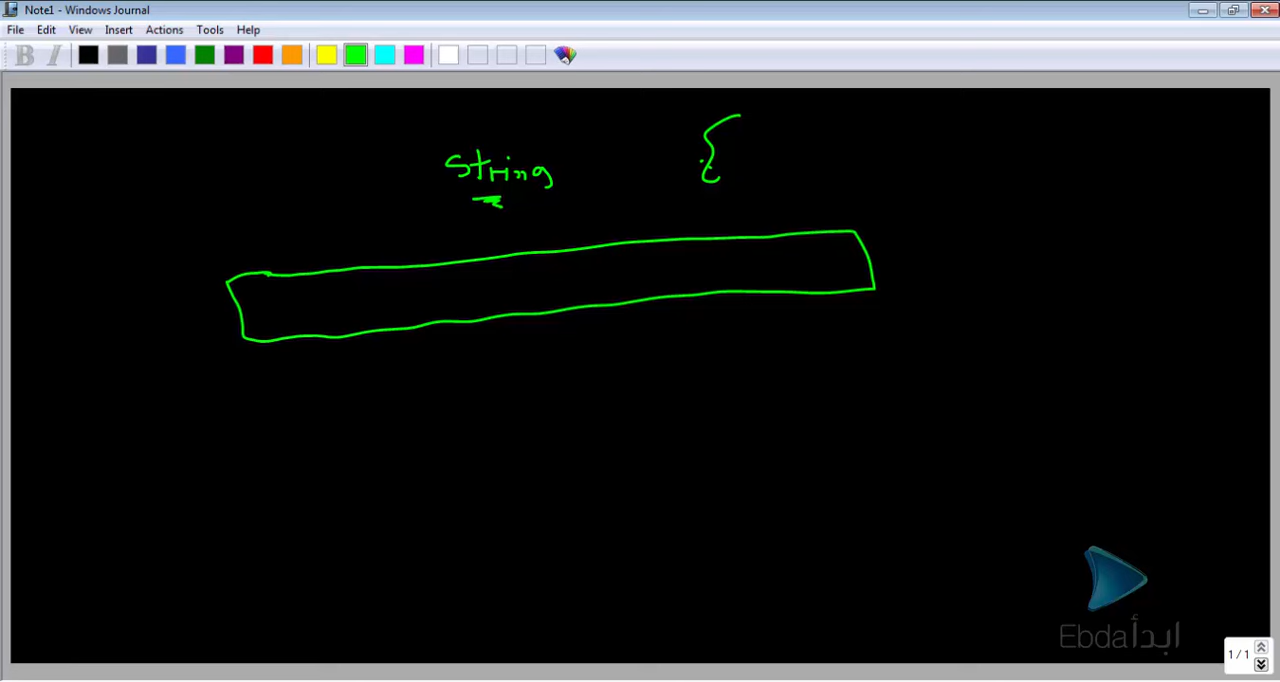 Note1 - Windows Journal
File Edit View Insert Actions Tools Help
B I
string {
Ebda ابدأ
1 / 1